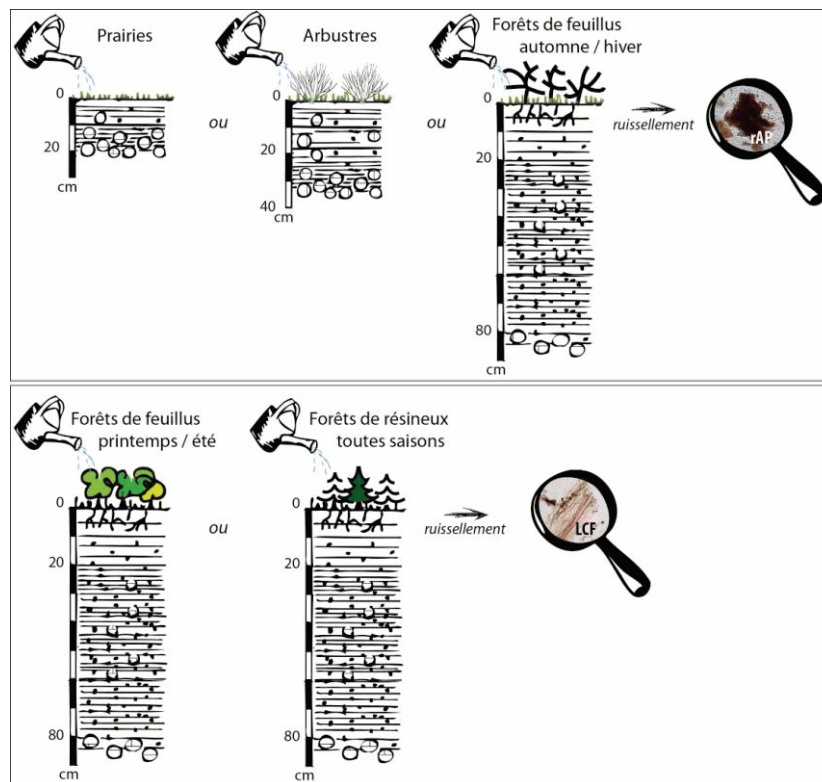 Prairies
Arbustres
Forêts de feuillus
automne / hiver
0
20
cm
ou
0
20
40
cm
ou
0
20
80
cm
ruissellement
rAP
Forêts de feuillus
printemps / été
0
20
80
cm
ou
Forêts de résineux
toutes saisons
0
20
80
cm
ruissellement
LCF